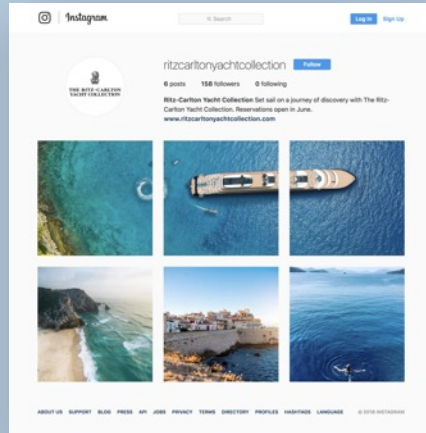 Instagram
Search
Log In Sign Up
ritzcarltonyachtcollection Follow
6 posts 158 followers 0 following
Ritz-Carlton Yacht Collection Set sail on a journey of discovery with The Ritz-
Carlton Yacht Collection. Reservations open in June.
www.ritzcarltonyachtcollection.com
THE RITZ-CARLTON
YACHT COLLECTION
ABOUT US SUPPORT BLOG PRESS API JOBS PRIVACY TERMS DIRECTORY PROFILES HASHTAGS LANGUAGE © 2018 INSTAGRAM